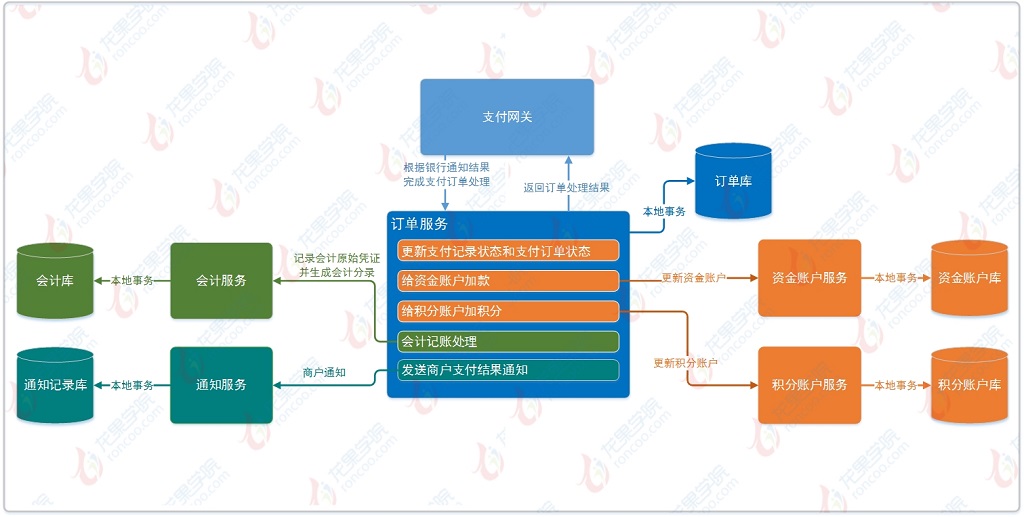 支付网关
根据银行通知结果
完成支付订单处理
返回订单处理结果
订单库
本地事务
订单服务
更新支付记录状态和支付订单状态
给资金账户加款
给积分账户加积分
会计记账处理
发送商户支付结果通知
记录会计原始凭证
并生成会计分录
会计库
本地事务
会计服务
更新资金账户
资金账户服务
本地事务
资金账户库
通知记录库
本地事务
通知服务
商户通知
更新积分账户
积分账户服务
本地事务
积分账户库
龙果学院
roncoo.com